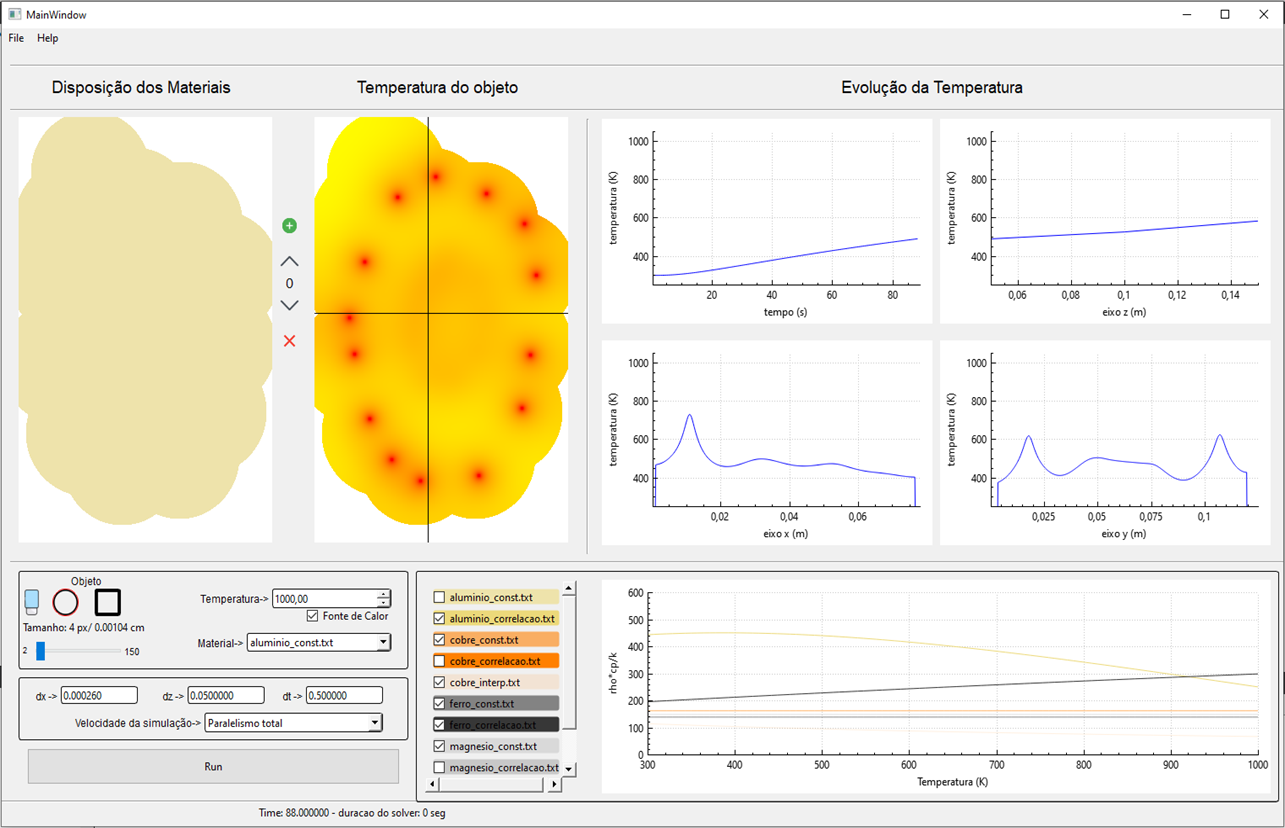 MainWindow
File Help
Disposição dos Materiais
Temperatura do objeto
Evolução da Temperatura
0
temperatura (K)
1000
800
600
400
20 40 60 80
tempo (s)
temperatura (K)
1000
800
600
400
0,06 0,08 0,1 0,12 0,14
eixo z (m)
temperatura (K)
1000
800
600
400
0,02 0,04 0,06
eixo x (m)
temperatura (K)
1000
800
600
400
0,025 0,05 0,075 0,1
eixo y (m)
Objeto
Tamanho: 4 px/ 0.00104 cm
2 150
Temperatura-> 1000,00
Fonte de Calor
Material-> aluminio_const.txt
dx -> 0.000260 dz -> 0.0500000 dt-> 0.500000
Velocidade da simulação-> Paralelismo total
Run
aluminio_const.txt
aluminio_correlacao.txt
cobre_const.txt
cobre_correlacao.txt
cobre_interp.txt
ferro_const.txt
ferro_correlacao.txt
magnesio_const.txt
magnesio_correlacao.txt
rho*cp/k
600
500
400
300
200
100
0
300 400 500 600 700 800 900 1000
Temperatura (K)
Time: 88.000000 - duracao do solver: 0 seg